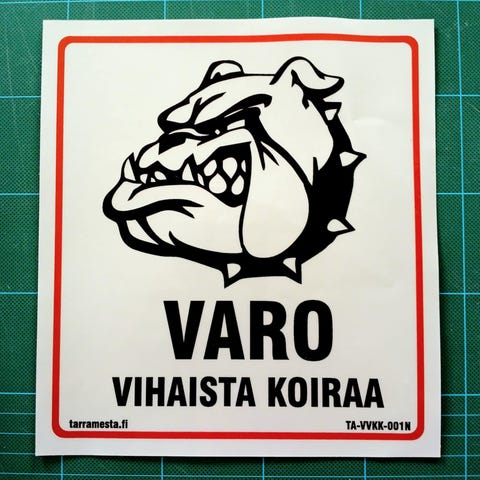 VARO
VIHAISTA KOIRAA
tarramesta.fi TA-VVKK-001N